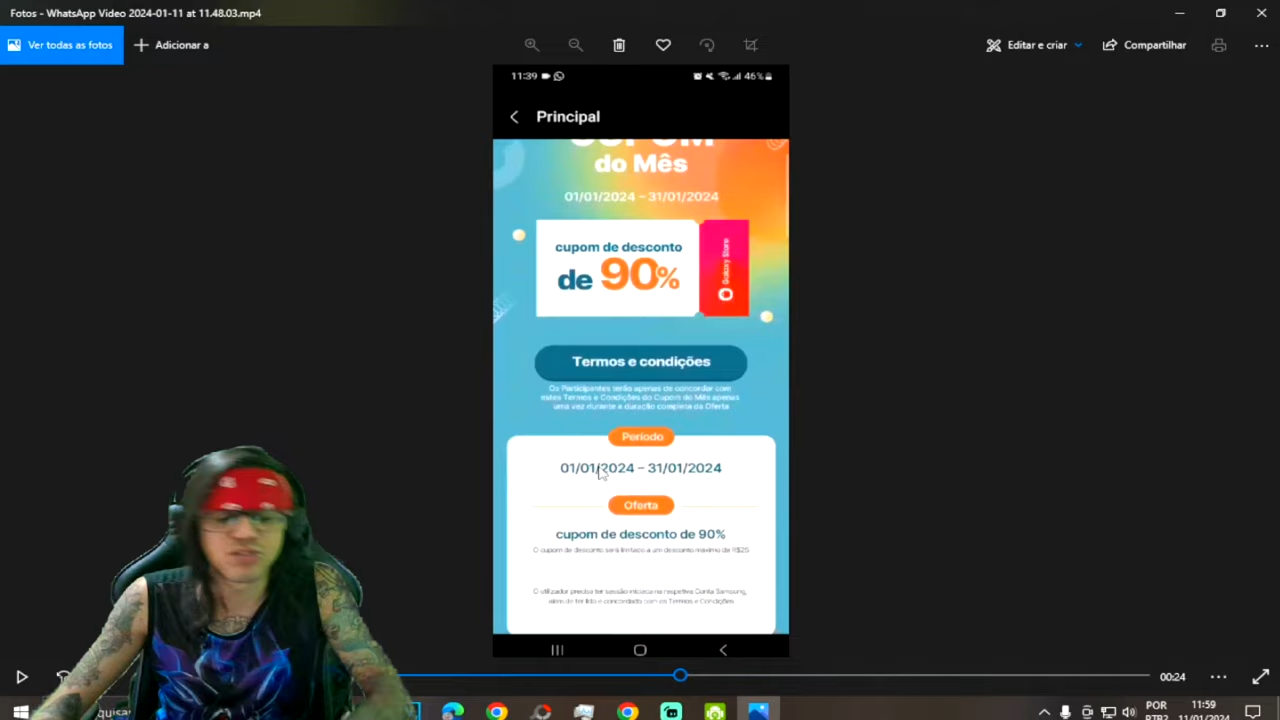 Fotos - WhatsApp Video 2024-01-11 at 11.48.03.mp4
Ver todas as fotos
Adicionar a
Editar e criar
Compartilhar
11:39
46%
Principal
do Mês
01/01/2024 – 31/01/2024
cupom de desconto
de 90%
Galaxy Store
Termos e condições
Os Participantes serão apenas de concordar com
estes Termos e Condições do Cupom do Mês apenas
uma vez durante a duração completa da Oferta
Período
01/01/2024 – 31/01/2024
Oferta
cupom de desconto de 90%
O cupom de desconto será limitado a um desconto máximo de R$25
O utilizador precisa ter sessão iniciada na respetiva Conta Samsung,
além de ter lido e concordado com os Termos e Condições
00:24
POR
PTB2
11:59
11/01/2024